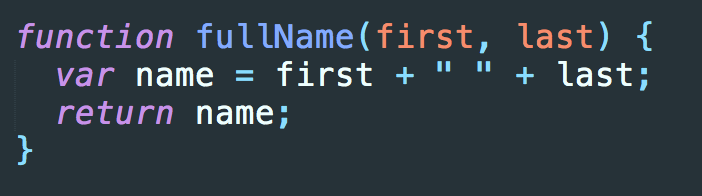 function fullName(first, last) {
  var name = first + " " + last;
  return name;
}